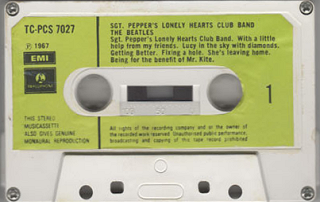 TC-PCS 7027
℗ 1967
EMI
PARLOPHONE
THIS STEREO
MUSICASSETTE
ALSO GIVES GENUINE
MONAURAL REPRODUCTION
SGT. PEPPER'S LONELY HEARTS CLUB BAND
THE BEATLES
Sgt. Pepper's Lonely Hearts Club Band. With a little
help from my friends. Lucy in the sky with diamonds.
Getting Better. Fixing a hole. She's leaving home.
Being for the benefit of Mr. Kite.
1
All rights of the recording company and or the owner of
the recorded work reserved. Unauthorised public performance,
broadcasting and copying of this tape record prohibited